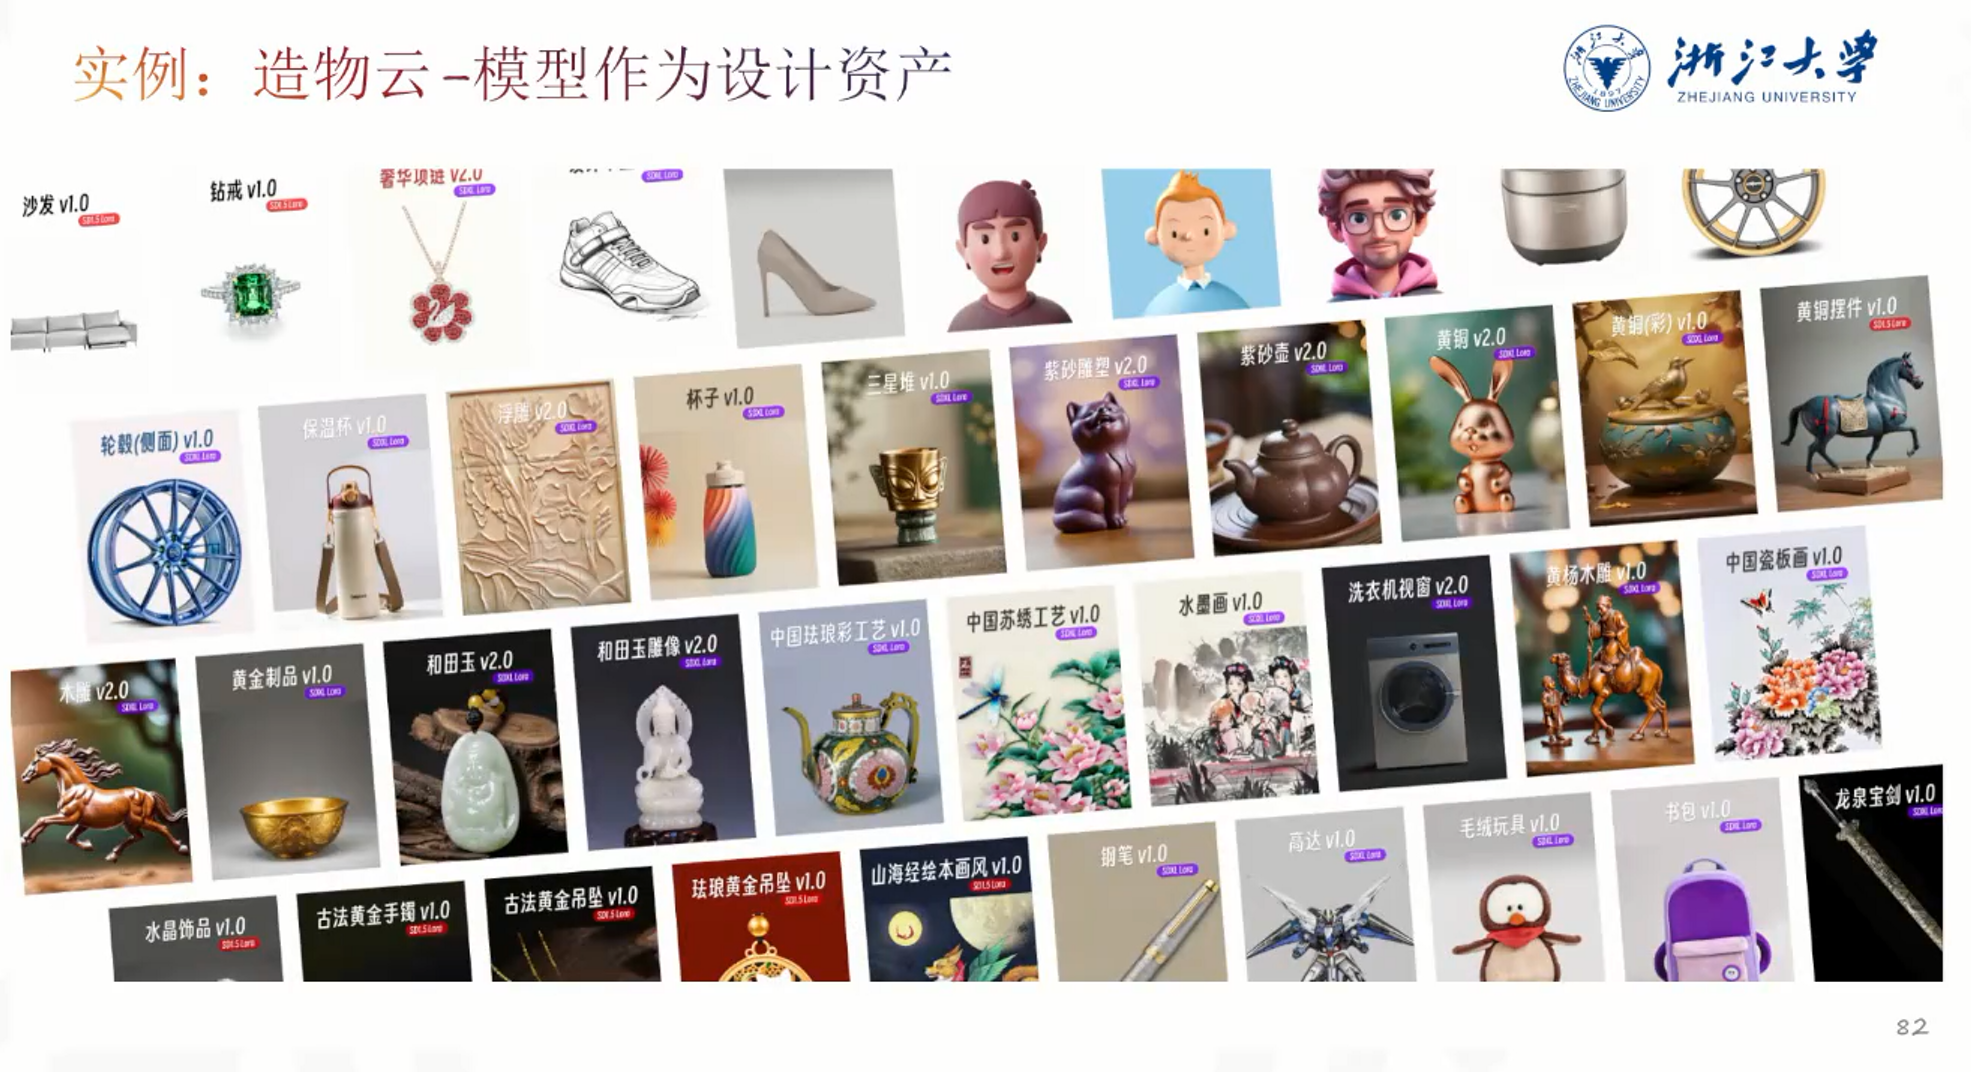 实例：造物云-模型作为设计资产
浙江大学
ZHEJIANG UNIVERSITY
ZHEJIANG UNIVERSITY
1897
沙发 v1.0
SD1.5 Lora
钻戒 v1.0
SD1.5 Lora
奢华项链 v2.0
SDXL Lora
SDXL Lora
轮毂(侧面) v1.0
SDXL Lora
保温杯 v1.0
SDXL Lora
浮雕 v2.0
SDXL Lora
杯子 v1.0
SDXL Lora
三星堆 v1.0
SDXL Lora
紫砂雕塑 v2.0
SDXL Lora
紫砂壶 v2.0
SDXL Lora
黄铜 v2.0
SDXL Lora
黄铜(彩) v1.0
SDXL Lora
黄铜摆件 v1.0
SD1.5 Lora
木雕 v2.0
SDXL Lora
黄金制品 v1.0
SDXL Lora
和田玉 v2.0
SDXL Lora
和田玉雕像 v2.0
SDXL Lora
中国珐琅彩工艺 v1.0
SDXL Lora
中国苏绣工艺 v1.0
SDXL Lora
水墨画 v1.0
SDXL Lora
洗衣机视窗 v2.0
SDXL Lora
黄杨木雕 v1.0
SDXL Lora
中国瓷板画 v1.0
SDXL Lora
水晶饰品 v1.0
SD1.5 Lora
古法黄金手镯 v1.0
SD1.5 Lora
古法黄金吊坠 v1.0
SD1.5 Lora
珐琅黄金吊坠 v1.0
SD1.5 Lora
山海经绘本画风 v1.0
SD1.5 Lora
钢笔 v1.0
SDXL Lora
高达 v1.0
SDXL Lora
毛绒玩具 v1.0
SDXL Lora
书包 v1.0
SDXL Lora
龙泉宝剑 v1.0
SDXL Lora
82